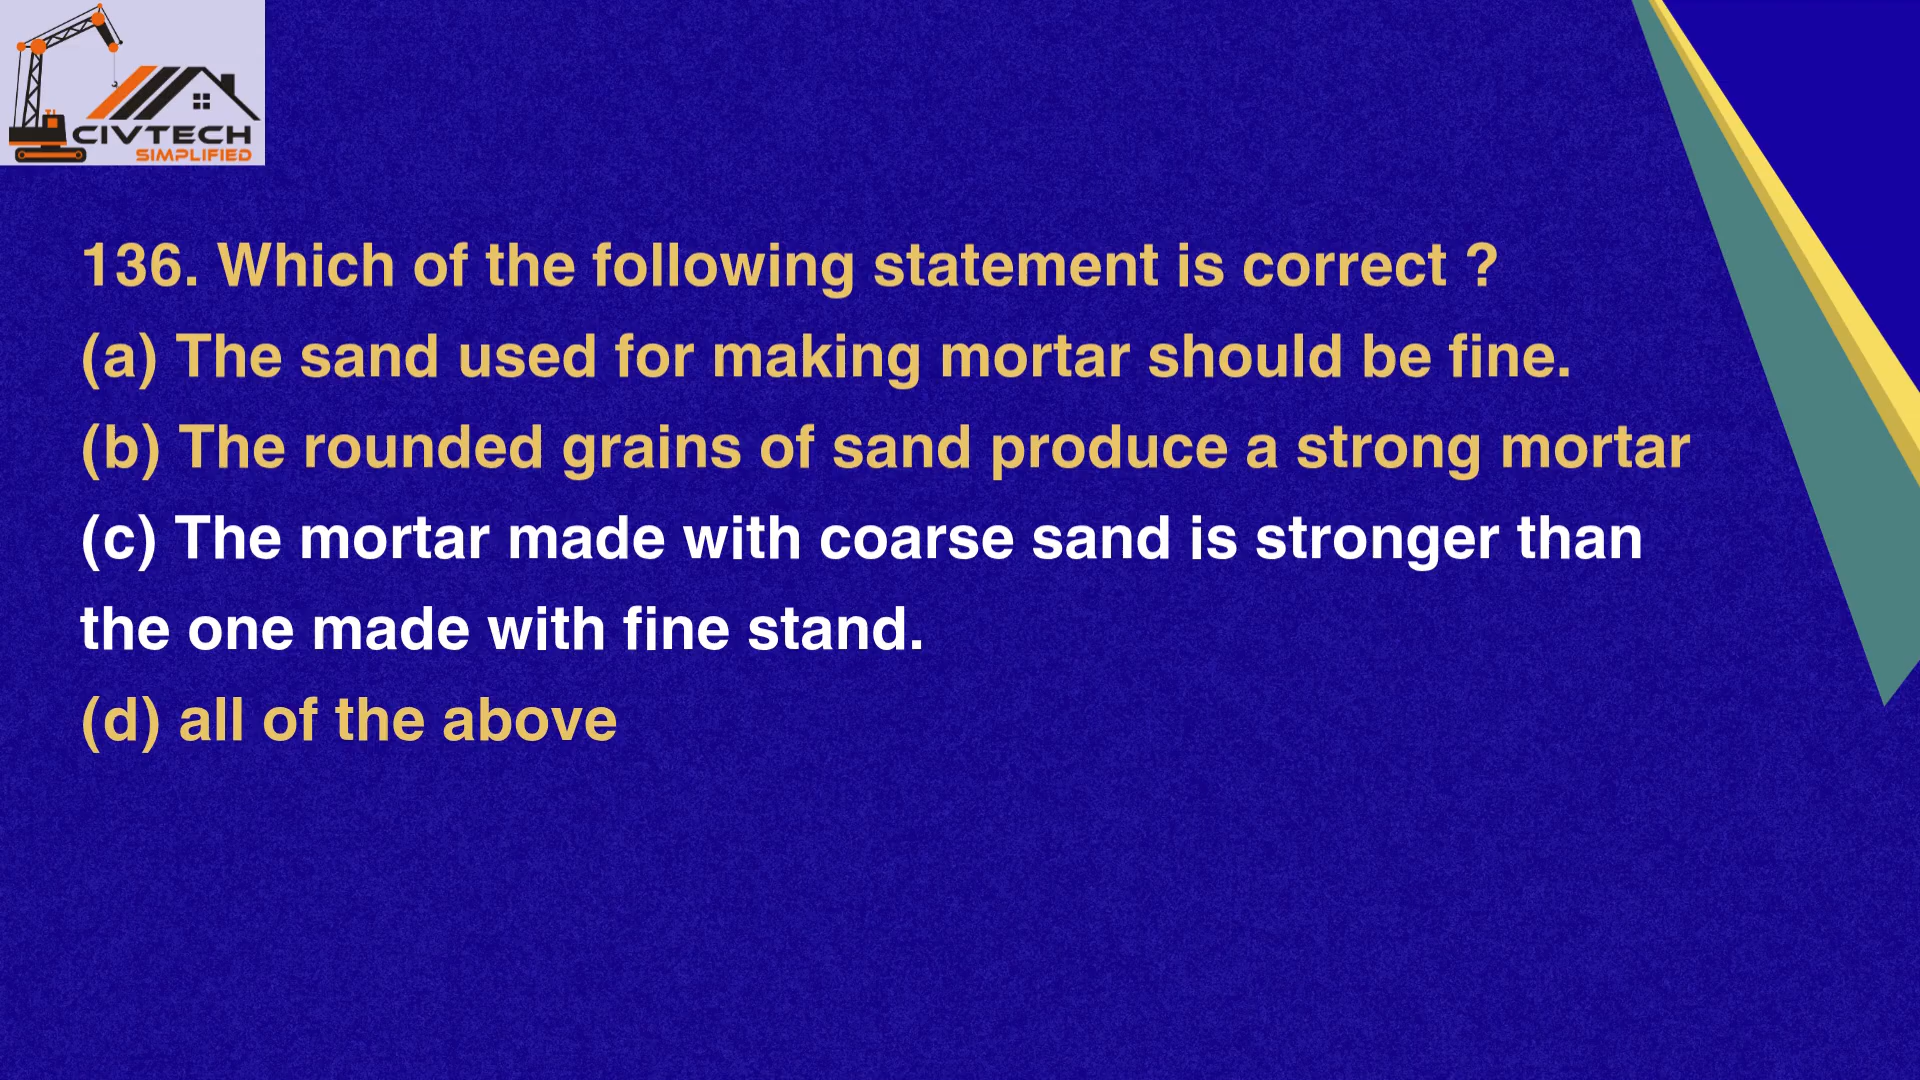 CIVTECH
SIMPLIFIED
136. Which of the following statement is correct ?
(a) The sand used for making mortar should be fine.
(b) The rounded grains of sand produce a strong mortar
(c) The mortar made with coarse sand is stronger than
the one made with fine stand.
(d) all of the above